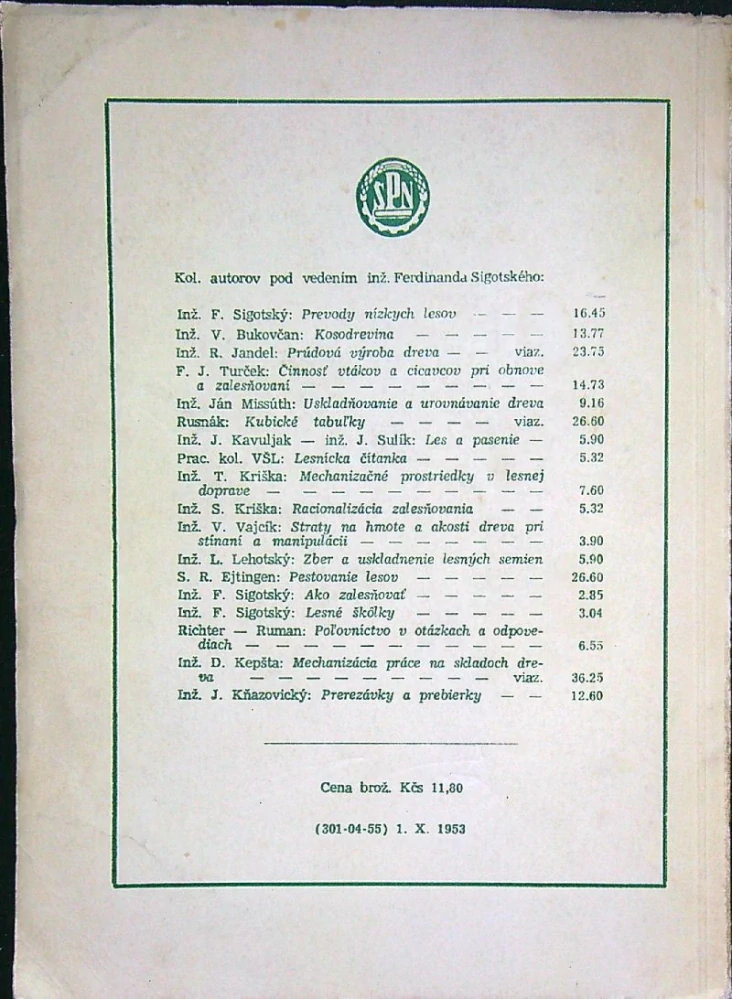 SPN
Kol. autorov pod vedením inž. Ferdinanda Sigotského:
Inž. F. Sigotský: Prevody nízkych lesov — — — 16.45
Inž. V. Bukovčan: Kosodrevina — — — — — 13.77
Inž. R. Jandel: Prúdová výroba dreva — — viaz. 23.75
F. J. Turček: Činnosť vtákov a cicavcov pri obnove
a zalesňovaní — — — — — — — — — 14.73
Inž. Ján Missúth: Uskladňovanie a urovnávanie dreva 9.16
Rusnák: Kubické tabuľky — — — — viaz. 26.60
Inž. J. Kavuljak — inž. J. Sulík: Les a pasenie — 5.90
Prac. kol. VŠL: Lesnícka čítanka — — — — — 5.32
Inž. T. Kriška: Mechanizačné prostriedky v lesnej
doprave — — — — — — — — — — 7.60
Inž. S. Kriška: Racionalizácia zalesňovania — — 5.32
Inž. V. Vajcík: Straty na hmote a akosti dreva pri
stínaní a manipulácii — — — — — — — 3.90
Inž. L. Lehotský: Zber a uskladnenie lesných semien 5.90
S. R. Ejtingen: Pestovanie lesov — — — — — 26.60
Inž. F. Sigotský: Ako zalesňovať — — — — — 2.85
Inž. F. Sigotský: Lesné škôlky — — — — — 3.04
Richter — Ruman: Poľovníctvo v otázkach a odpove-
diach — — — — — — — — — — — 6.55
Inž. D. Kepšta: Mechanizácia práce na skladoch dre-
va — — — — — — — — — viaz. 36.25
Inž. J. Kňazovický: Prerezávky a prebierky — — 12.60
Cena brož. Kčs 11,80
(301-04-55) 1. X. 1953